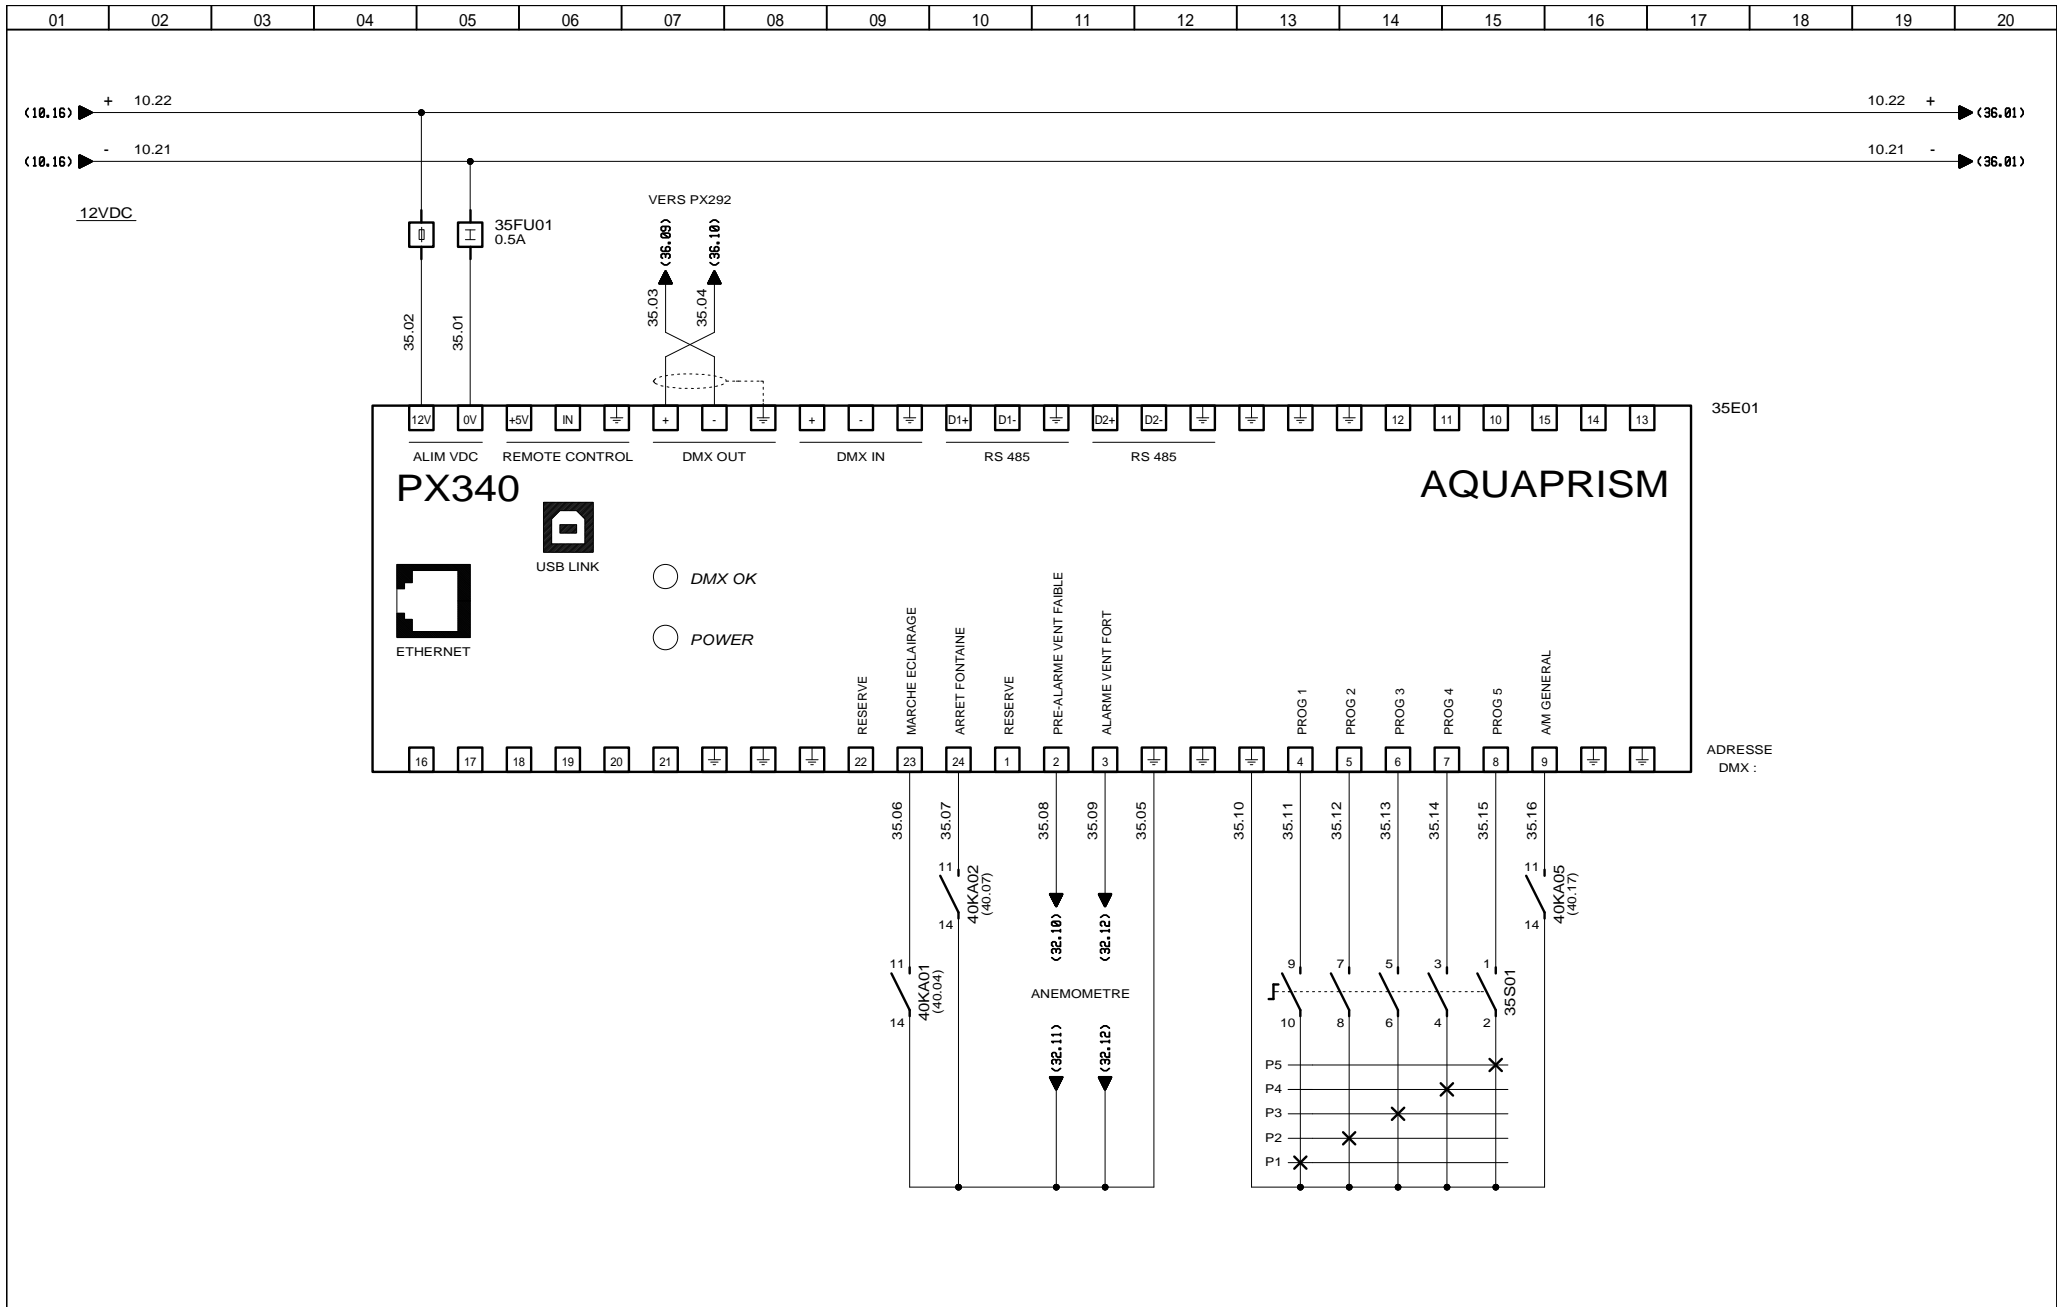 01 02 03 04 05 06 07 08 09 10 11 12 13 14 15 16 17 18 19 20
(10.16) + 10.22 10.22 + (36.01)
(10.16) - 10.21 10.21 - (36.01)
12VDC
VERS PX292
(36.09) (36.10)
35FU01
0.5A
35.02 35.01 35.03 35.04
12V 0V +5V IN + - + - D1+ D1- D2+ D2- 12 11 10 15 14 13
35E01
ALIM VDC REMOTE CONTROL DMX OUT DMX IN RS 485 RS 485
PX340 AQUAPRISM
USB LINK
DMX OK
ETHERNET
POWER
RESERVE
MARCHE ECLAIRAGE
ARRET FONTAINE
RESERVE
PRE-ALARME VENT FAIBLE
ALARME VENT FORT
PROG 1
PROG 2
PROG 3
PROG 4
PROG 5
A/M GENERAL
16 17 18 19 20 21 22 23 24 1 2 3 4 5 6 7 8 9
ADRESSE
DMX :
35.06 35.07 35.08 35.09 35.05 35.10 35.11 35.12 35.13 35.14 35.15 35.16
11 14
40KA02
(40.07)
11 14
40KA05
(40.17)
(32.10) (32.12)
11 14
40KA01
(40.04)
ANEMOMETRE
(32.11) (32.12)
9 7 5 3 1
35S01
10 8 6 4 2
P5
P4
P3
P2
P1